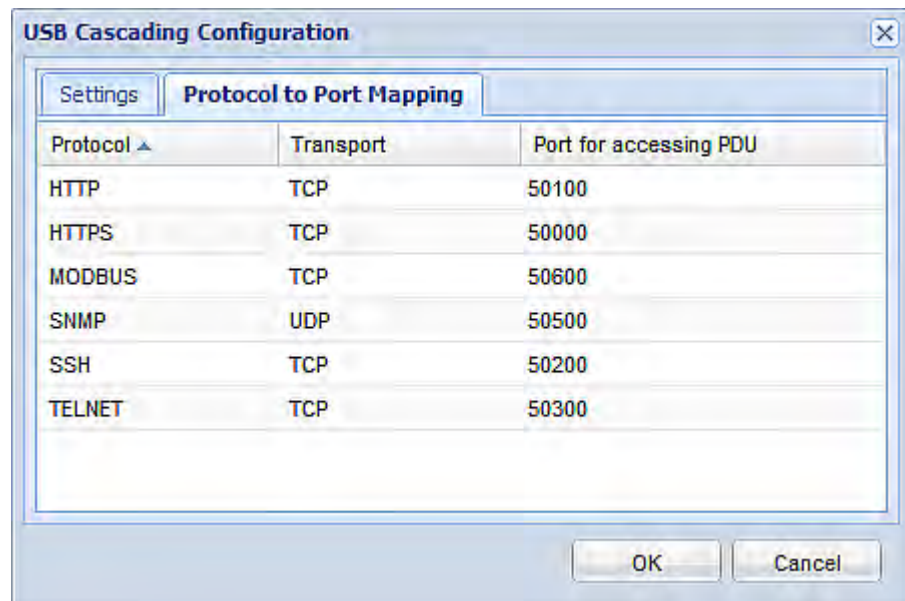 USB Cascading Configuration
Settings Protocol to Port Mapping
Protocol Transport Port for accessing PDU
HTTP TCP 50100
HTTPS TCP 50000
MODBUS TCP 50600
SNMP UDP 50500
SSH TCP 50200
TELNET TCP 50300
OK Cancel